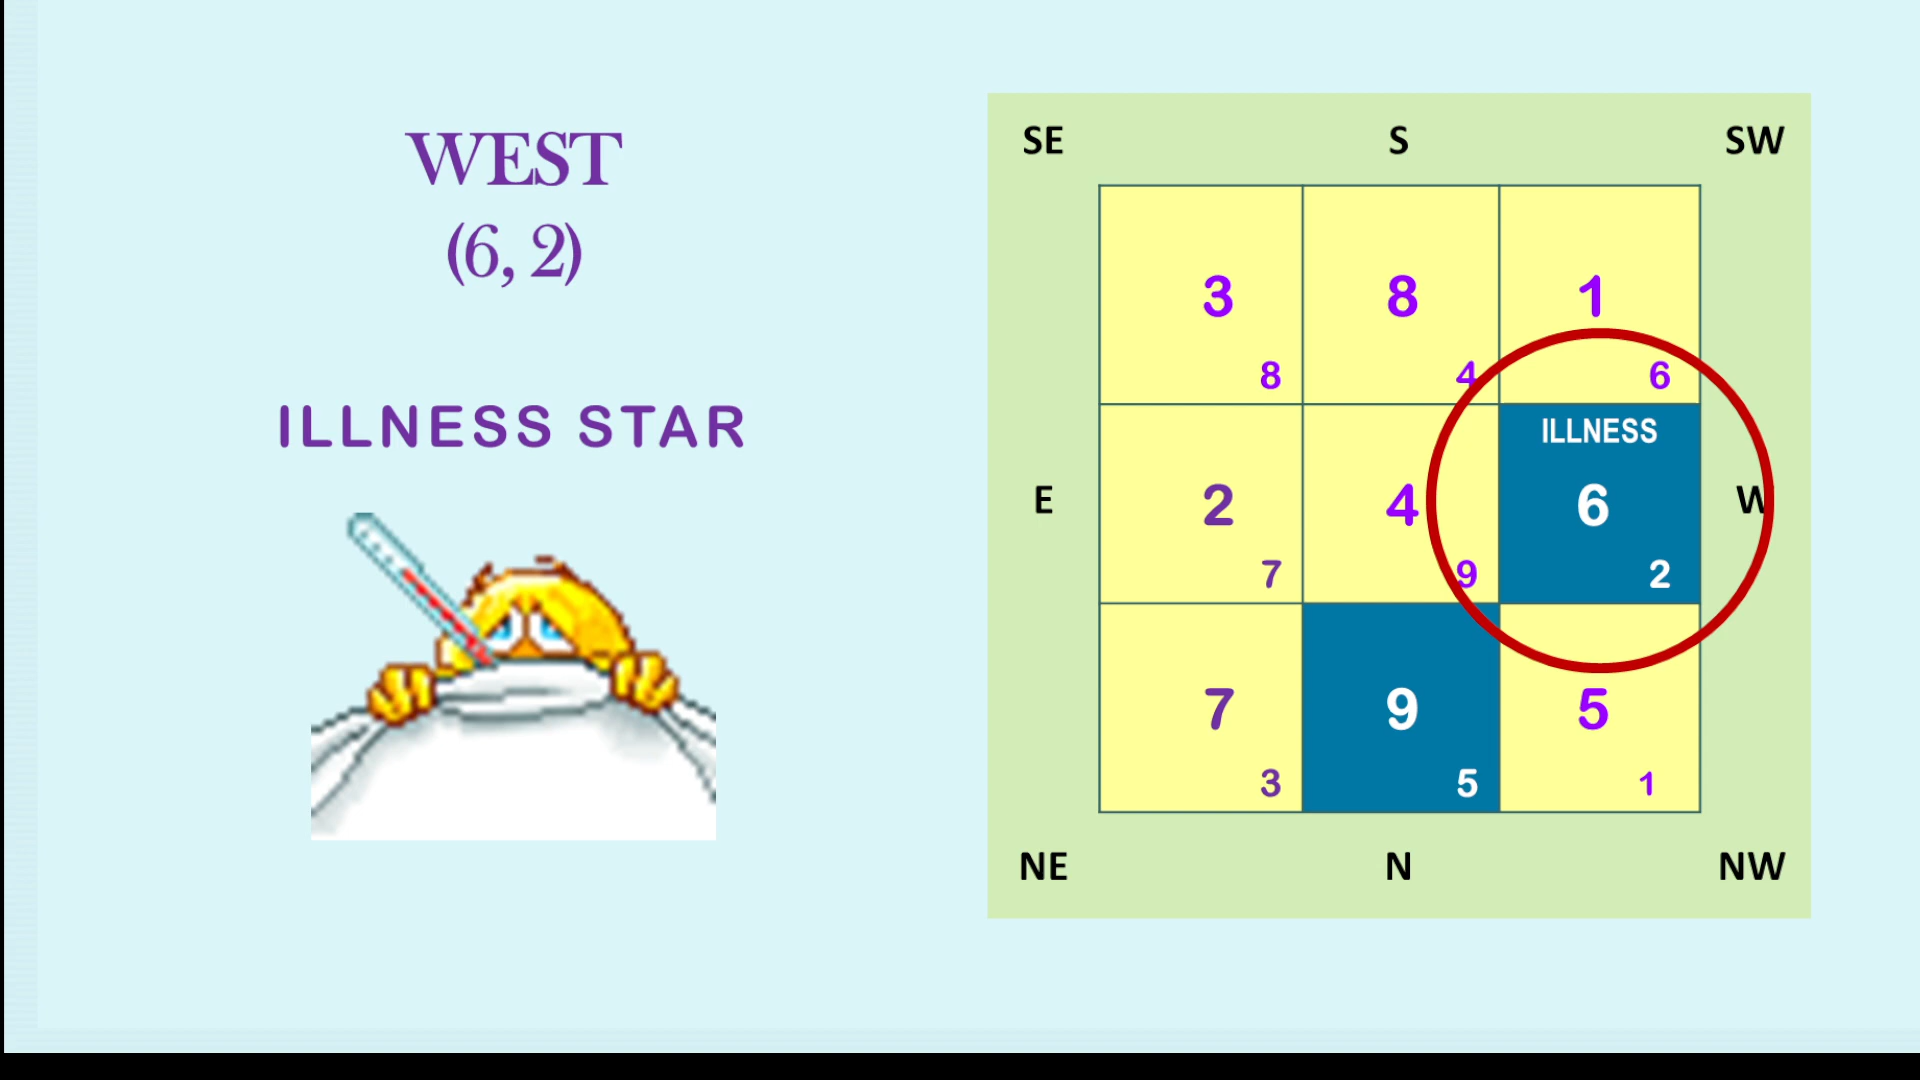 WEST
(6, 2)
ILLNESS STAR
SE S SW
3 8 1
8 4 6
ILLNESS
E 2 4 6 W
7 9 2
7 9 5
3 5 1
NE N NW